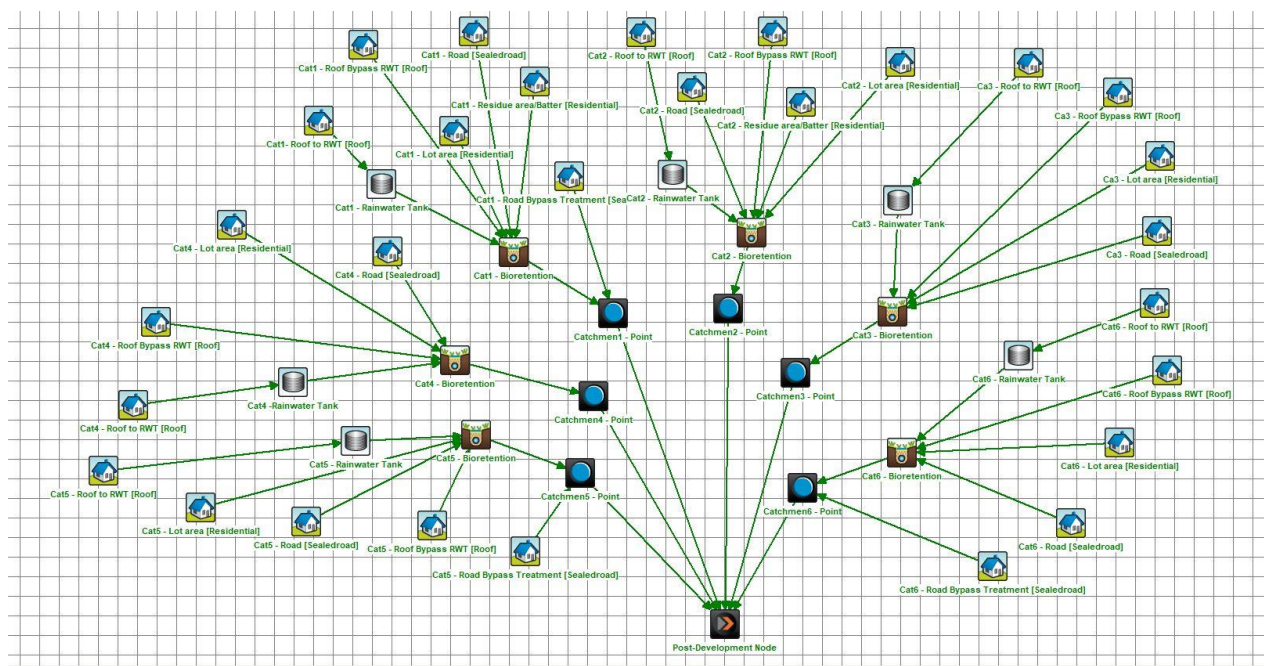 Cat1 - Road [Sealedroad]
Cat2 - Roof to RWT [Roof]
Cat2 - Roof Bypass RWT [Roof]
Cat1 - Roof Bypass RWT [Roof]
Cat2 - Lot area [Residential]
Ca3 - Roof to RWT [Roof]
Cat1 - Residue area/Batter [Residential]
Cat2 - Road [Sealedroad]
Ca3 - Roof Bypass RWT [Roof]
Cat2 - Residue area/Batter [Residential]
Cat1- Roof to RWT [Roof]
Cat1 - Lot area [Residential]
Ca3 - Lot area [Residential]
Cat1 - Road Bypass Treatment [Sea
Cat2 - Rainwater Tank
Cat1 - Rainwater Tank
Cat3 - Rainwater Tank
Cat4 - Lot area [Residential]
Ca3 - Road [Sealedroad]
Cat2 - Bioretention
Cat4 - Road [Sealedroad]
Cat1 - Bioretention
Cat6 - Roof to RWT [Roof]
Catchmen1 - Point
Catchmen2 - Point
Cat3 - Bioretention
Cat4 - Roof Bypass RWT [Roof]
Cat6 - Rainwater Tank
Cat4 - Bioretention
Catchmen3 - Point
Cat6 - Roof Bypass RWT [Roof]
Cat4 -Rainwater Tank
Catchmen4 - Point
Cat4 - Roof to RWT [Roof]
Cat5 - Bioretention
Cat5 - Rainwater Tank
Cat6 - Lot area [Residential]
Cat6 - Bioretention
Cat5 - Roof to RWT [Roof]
Catchmen5 - Point
Catchmen6 - Point
Cat5 - Lot area [Residential]
Cat5 - Road [Sealedroad]
Cat5 - Roof Bypass RWT [Roof]
Cat6 - Road [Sealedroad]
Cat5 - Road Bypass Treatment [Sealedroad]
Cat6 - Road Bypass Treatment [Sealedroad]
Post-Development Node